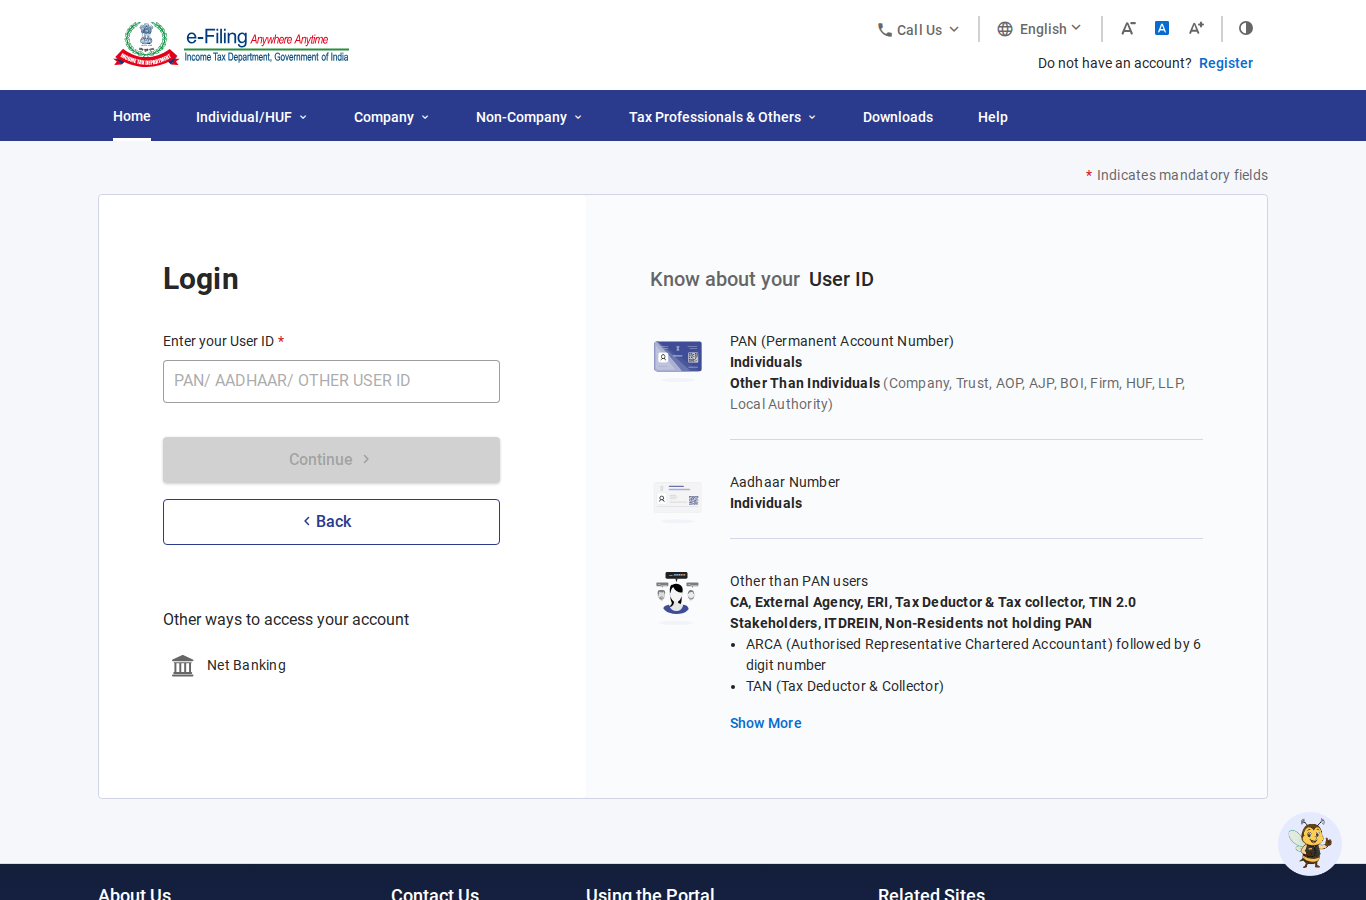 e-Filing Anywhere Anytime
Income Tax Department, Government of India
INCOME TAX DEPARTMENT
Call Us
English
A-
A
A+
Do not have an account? Register
Home
Individual/HUF
Company
Non-Company
Tax Professionals & Others
Downloads
Help
* Indicates mandatory fields
Login
Enter your User ID *
PAN/ AADHAAR/ OTHER USER ID
Continue
Back
Other ways to access your account
Net Banking
Know about your User ID
PAN (Permanent Account Number)
Individuals
Other Than Individuals (Company, Trust, AOP, AJP, BOI, Firm, HUF, LLP,
Local Authority)
Aadhaar Number
Individuals
Other than PAN users
CA, External Agency, ERI, Tax Deductor & Tax collector, TIN 2.0
Stakeholders, ITDREIN, Non-Residents not holding PAN
• ARCA (Authorised Representative Chartered Accountant) followed by 6
digit number
• TAN (Tax Deductor & Collector)
Show More
About Us
Contact Us
Using the Portal
Related Sites